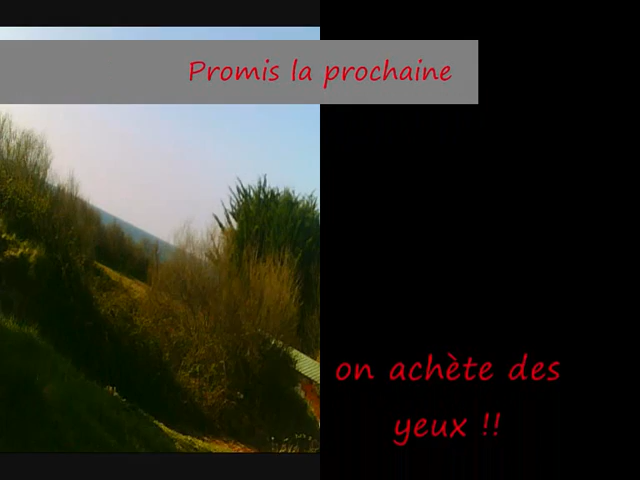 Promis la prochaine
on achète des
yeux !!